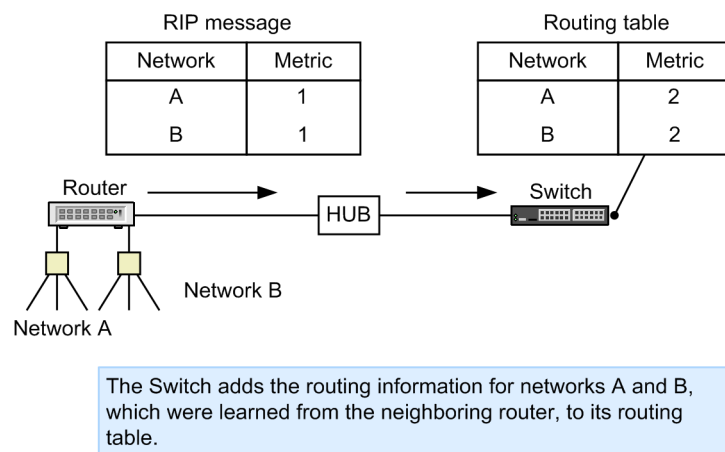 RIP message
Routing table
Network Metric
Network Metric
A 1
A 2
B 1
B 2
Router
Switch
HUB
Network B
Network A
The Switch adds the routing information for networks A and B,
which were learned from the neighboring router, to its routing
table.